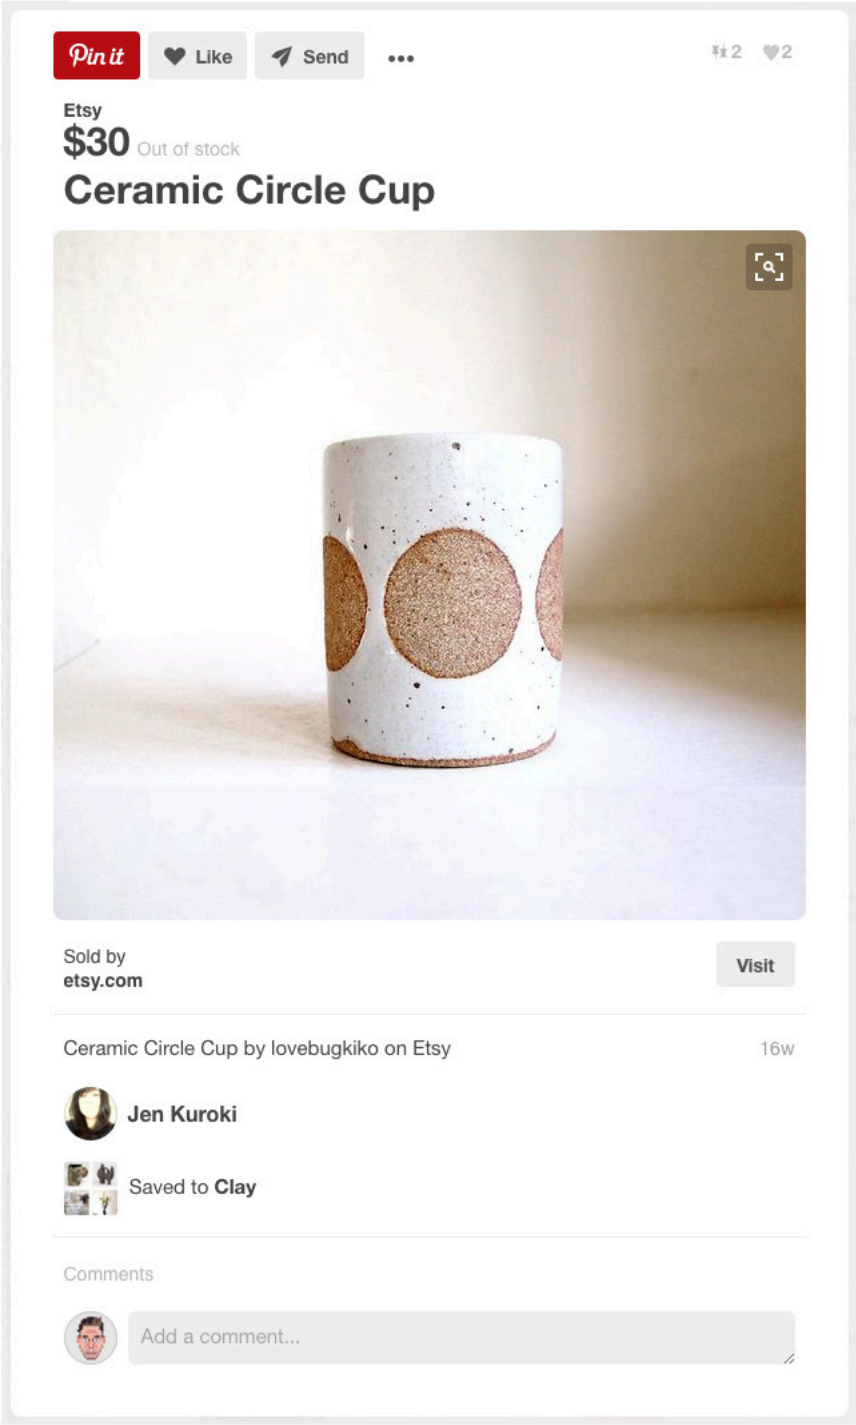 Pin it Like Send
2 2
Etsy
$30 Out of stock
Ceramic Circle Cup
Sold by
etsy.com
Visit
Ceramic Circle Cup by lovebugkiko on Etsy 16w
Jen Kuroki
Saved to Clay
Comments
Add a comment...